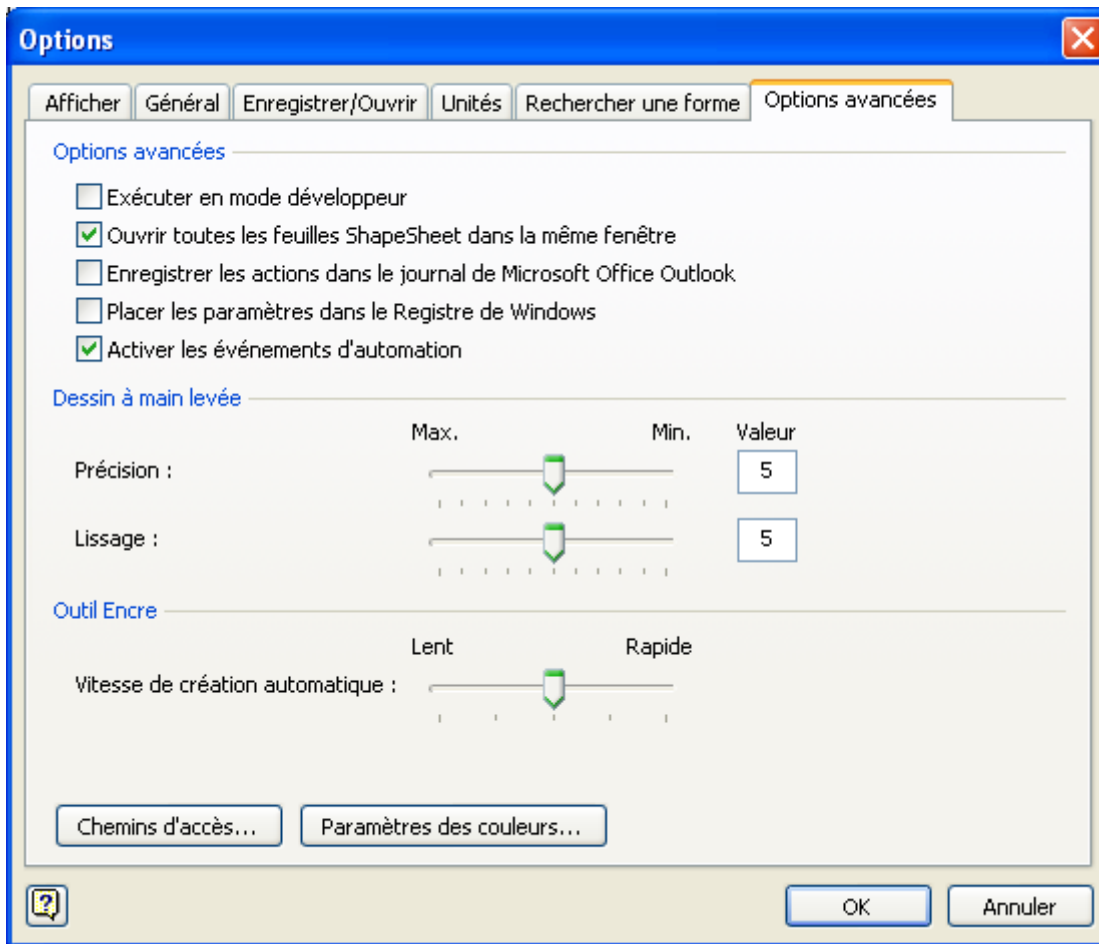 Options
Afficher Général Enregistrer/Ouvrir Unités Rechercher une forme Options avancées
Options avancées
Exécuter en mode développeur
Ouvrir toutes les feuilles ShapeSheet dans la même fenêtre
Enregistrer les actions dans le journal de Microsoft Office Outlook
Placer les paramètres dans le Registre de Windows
Activer les événements d'automation
Dessin à main levée
Max. Min. Valeur
Précision : 5
Lissage : 5
Outil Encre
Lent Rapide
Vitesse de création automatique :
Chemins d'accès... Paramètres des couleurs...
? OK Annuler